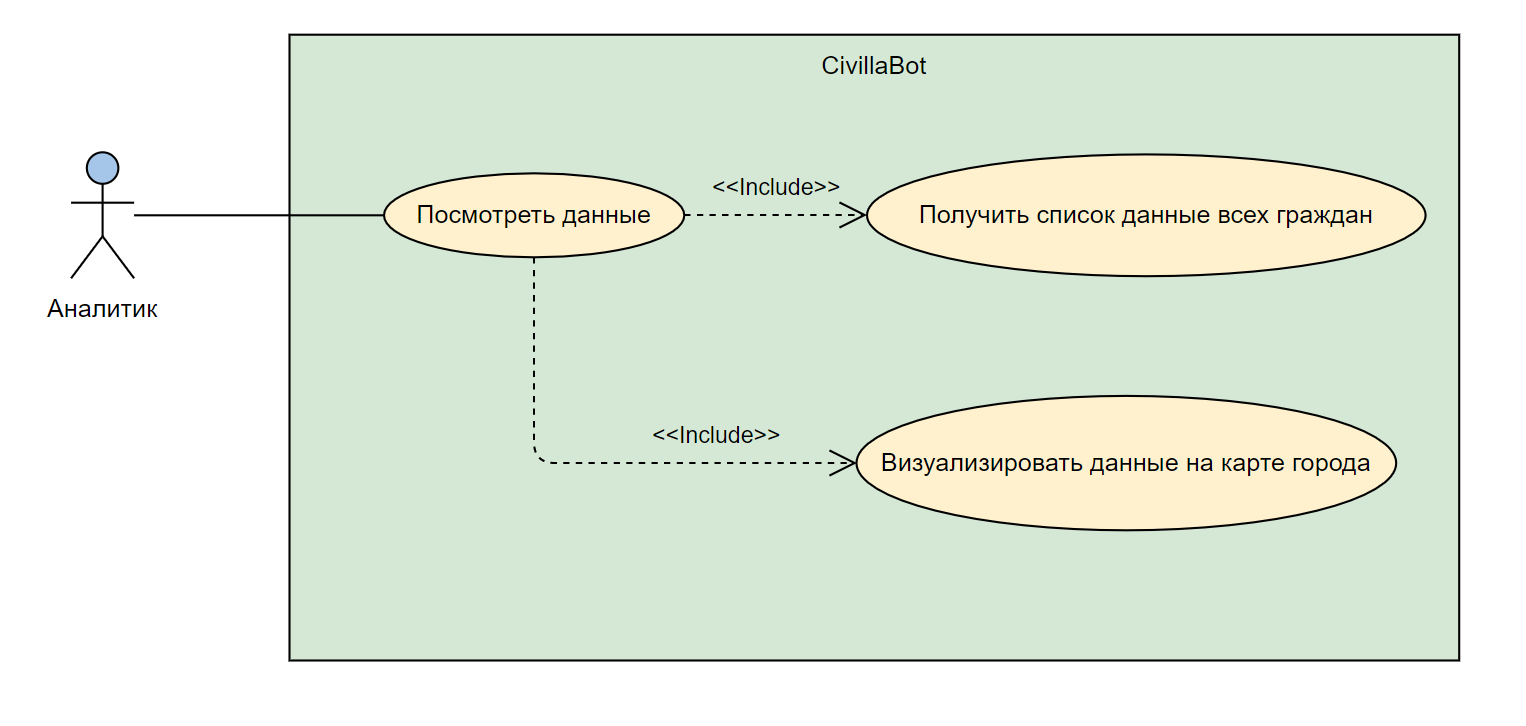 CivillaBot
<<Include>>
Посмотреть данные
Получить список данные всех граждан
Аналитик
<<Include>>
Визуализировать данные на карте города